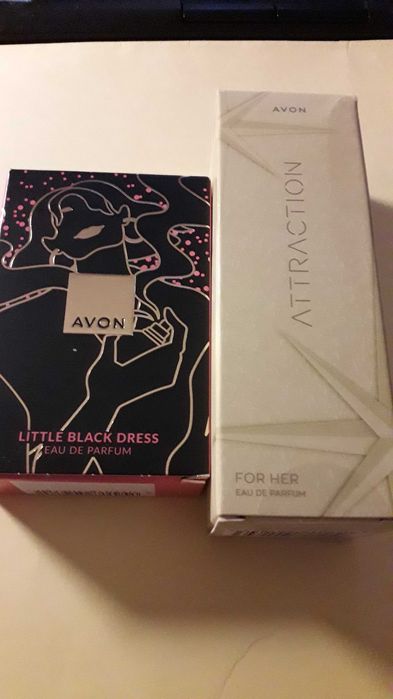 AVON
LITTLE BLACK DRESS
EAU DE PARFUM
AVON
ATTRACTION
FOR HER
EAU DE PARFUM